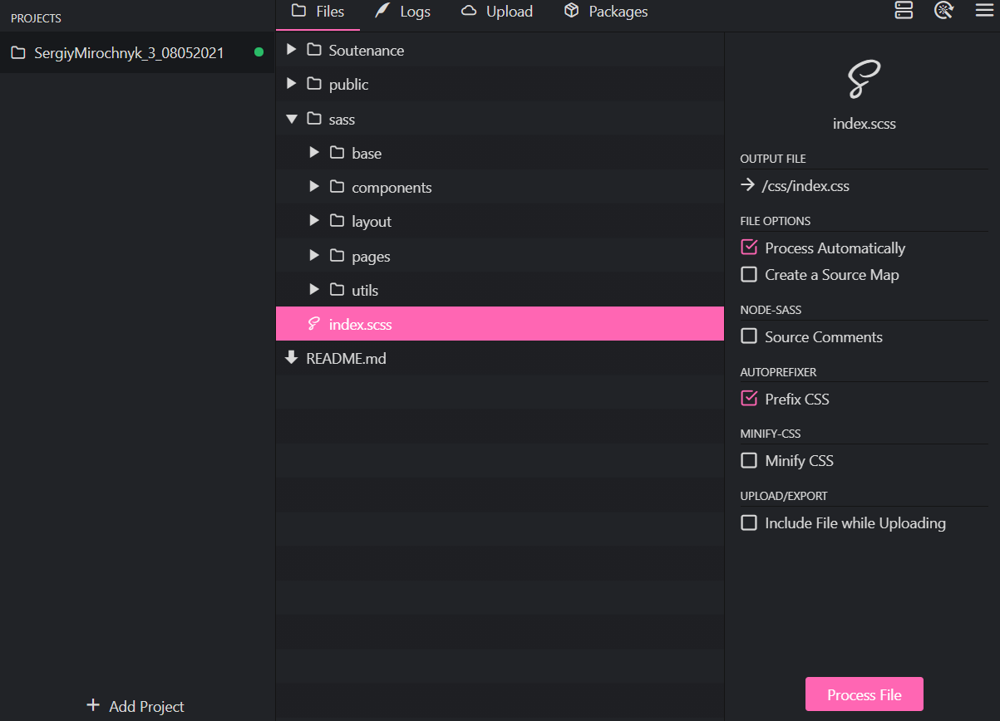 PROJECTS
SergiyMirochnyk_3_08052021
Add Project
Files
Logs
Upload
Packages
Soutenance
public
sass
base
components
layout
pages
utils
index.scss
README.md
index.scss
OUTPUT FILE
/css/index.css
FILE OPTIONS
Process Automatically
Create a Source Map
NODE-SASS
Source Comments
AUTOPREFIXER
Prefix CSS
MINIFY-CSS
Minify CSS
UPLOAD/EXPORT
Include File while Uploading
Process File